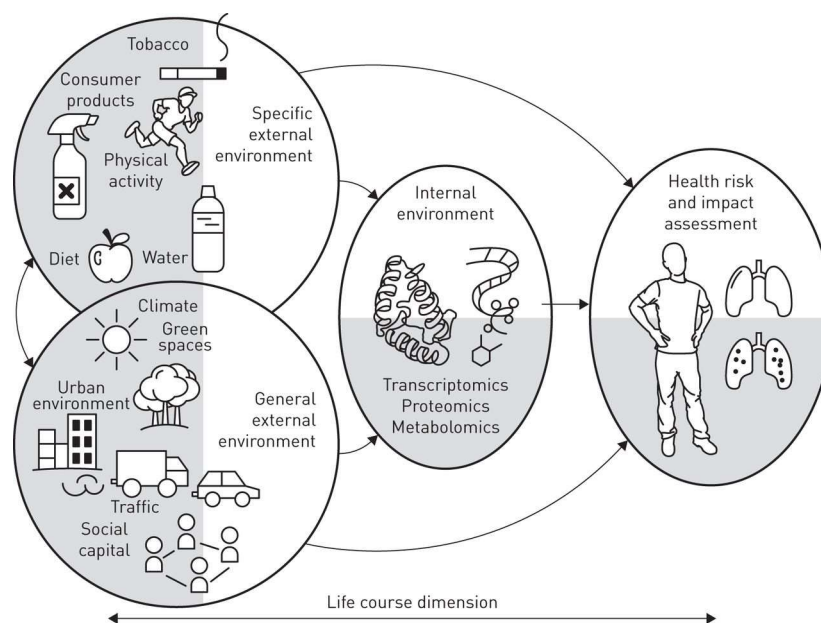 Tobacco
Consumer
products
Physical
activity
Specific
external
environment
Diet
Water
Climate
Green
spaces
Urban
environment
General
external
environment
Traffic
Social
capital
Internal
environment
Transcriptomics
Proteomics
Metabolomics
Health risk
and impact
assessment
Life course dimension